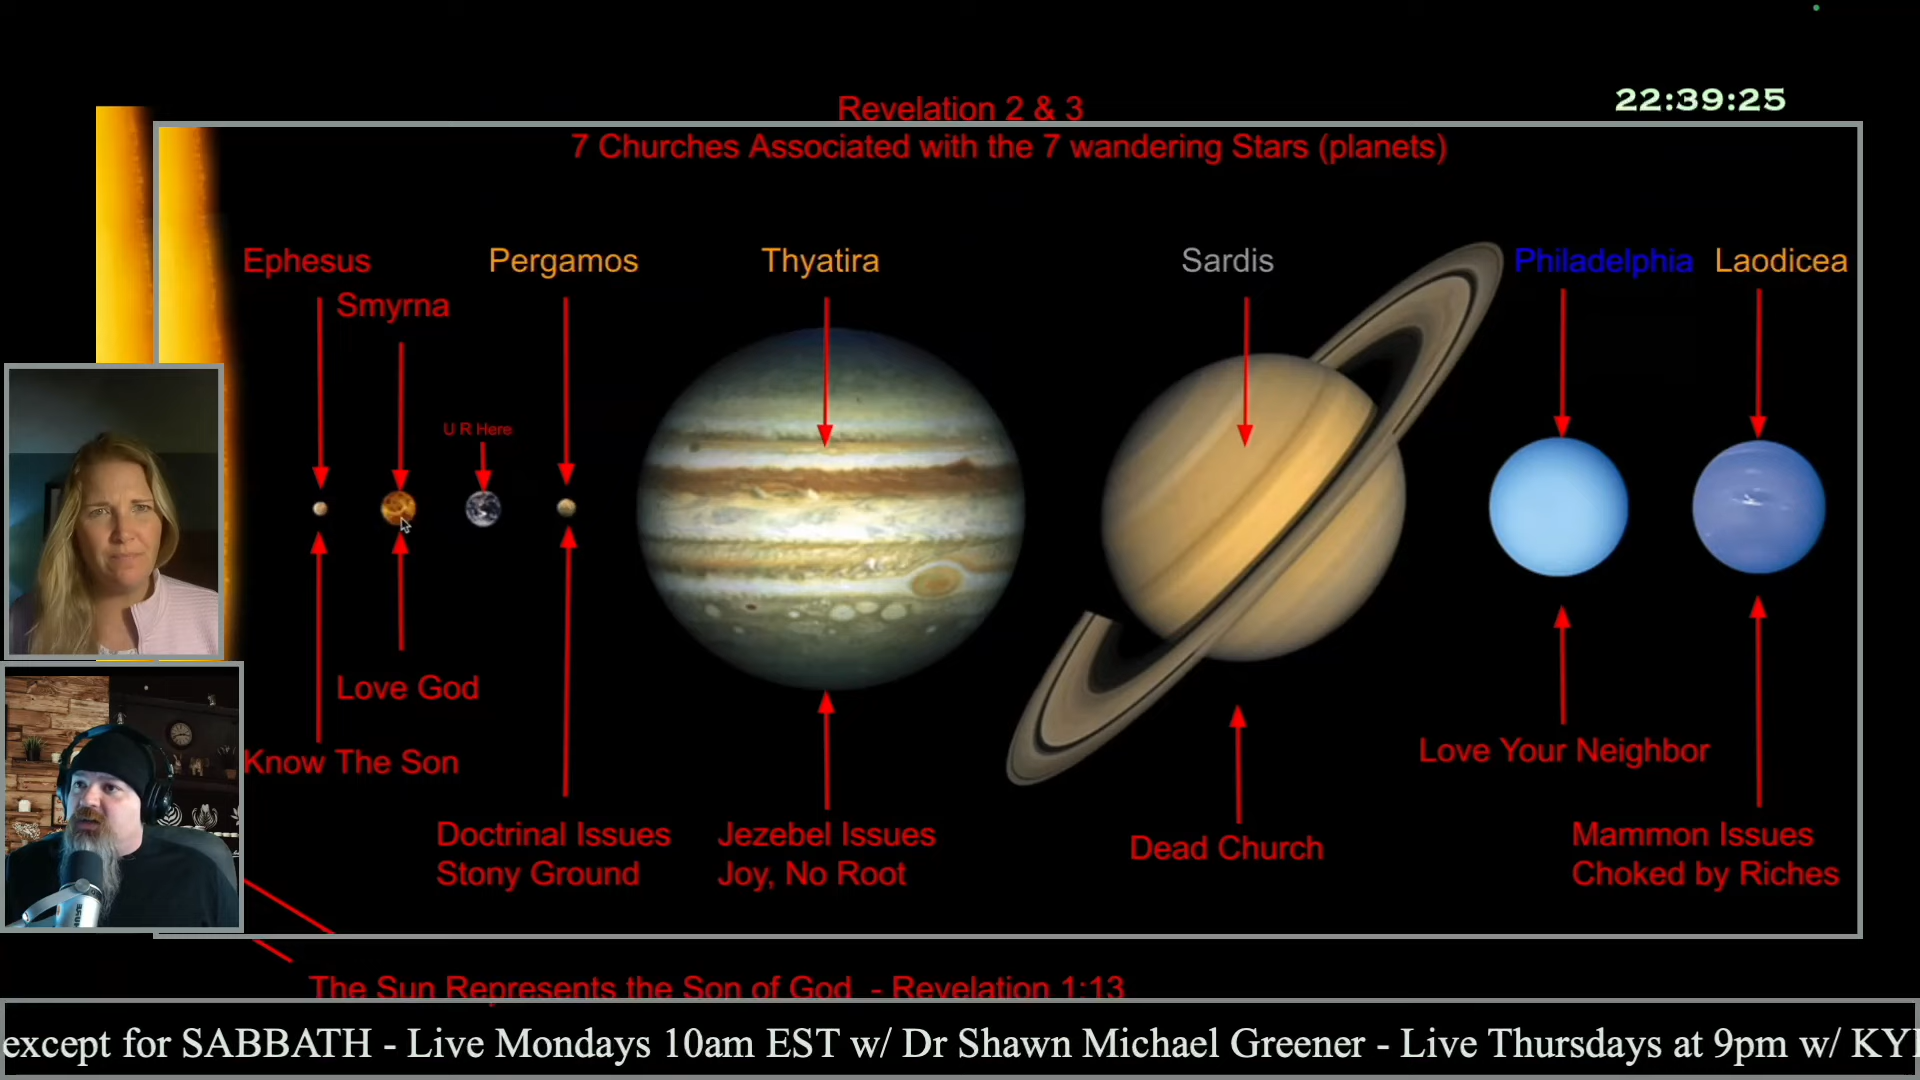 22:39:25
Revelation 2 & 3
7 Churches Associated with the 7 wandering Stars (planets)
Ephesus
Smyrna
Pergamos
Thyatira
Sardis
Philadelphia
Laodicea
U R Here
Love God
Know The Son
Doctrinal Issues
Stony Ground
Jezebel Issues
Joy, No Root
Dead Church
Love Your Neighbor
Mammon Issues
Choked by Riches
The Sun Represents the Son of God - Revelation 1:13
except for SABBATH - Live Mondays 10am EST w/ Dr Shawn Michael Greener - Live Thursdays at 9pm w/